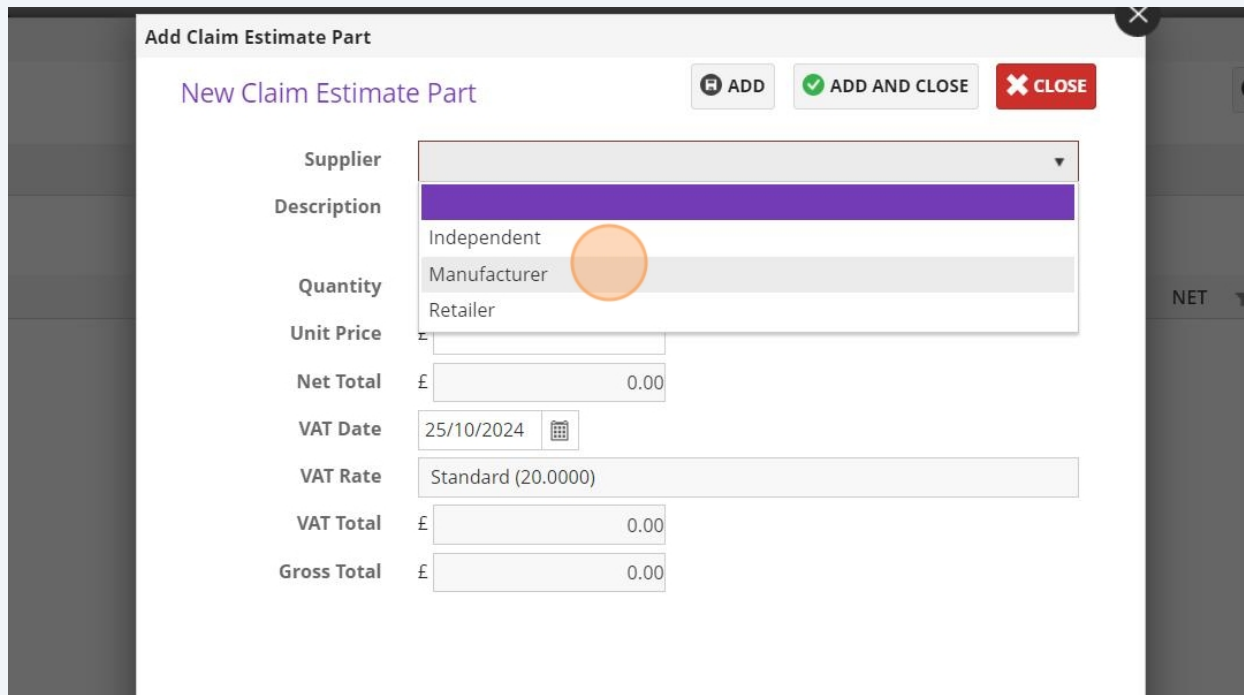 Add Claim Estimate Part
New Claim Estimate Part
ADD
ADD AND CLOSE
CLOSE
Supplier
Description
Independent
Manufacturer
Quantity
Retailer
Unit Price £
NET
Net Total £ 0.00
VAT Date 25/10/2024
VAT Rate Standard (20.0000)
VAT Total £ 0.00
Gross Total £ 0.00